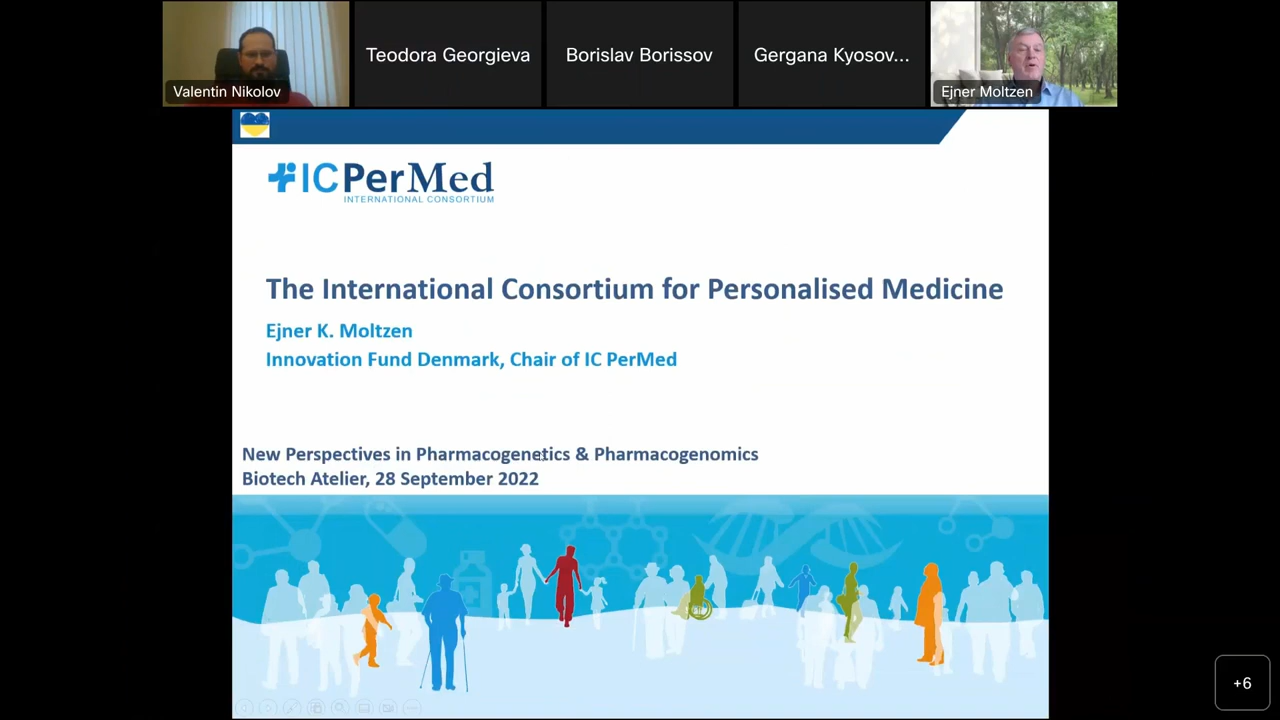 Valentin Nikolov
Teodora Georgieva
Borislav Borissov
Gergana Kyosov...
Ejner Moltzen
ICPerMed
INTERNATIONAL CONSORTIUM
The International Consortium for Personalised Medicine
Ejner K. Moltzen
Innovation Fund Denmark, Chair of IC PerMed
New Perspectives in Pharmacogenetics & Pharmacogenomics
Biotech Atelier, 28 September 2022
+6